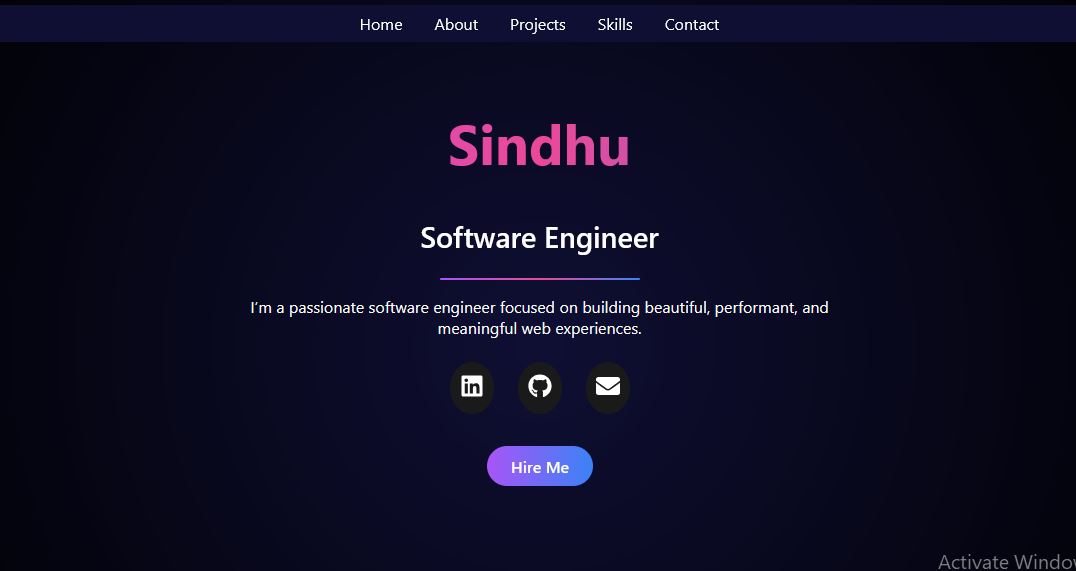 Home About Projects Skills Contact
Sindhu
Software Engineer
I’m a passionate software engineer focused on building beautiful, performant, and
meaningful web experiences.
in
Hire Me
Activate Windo